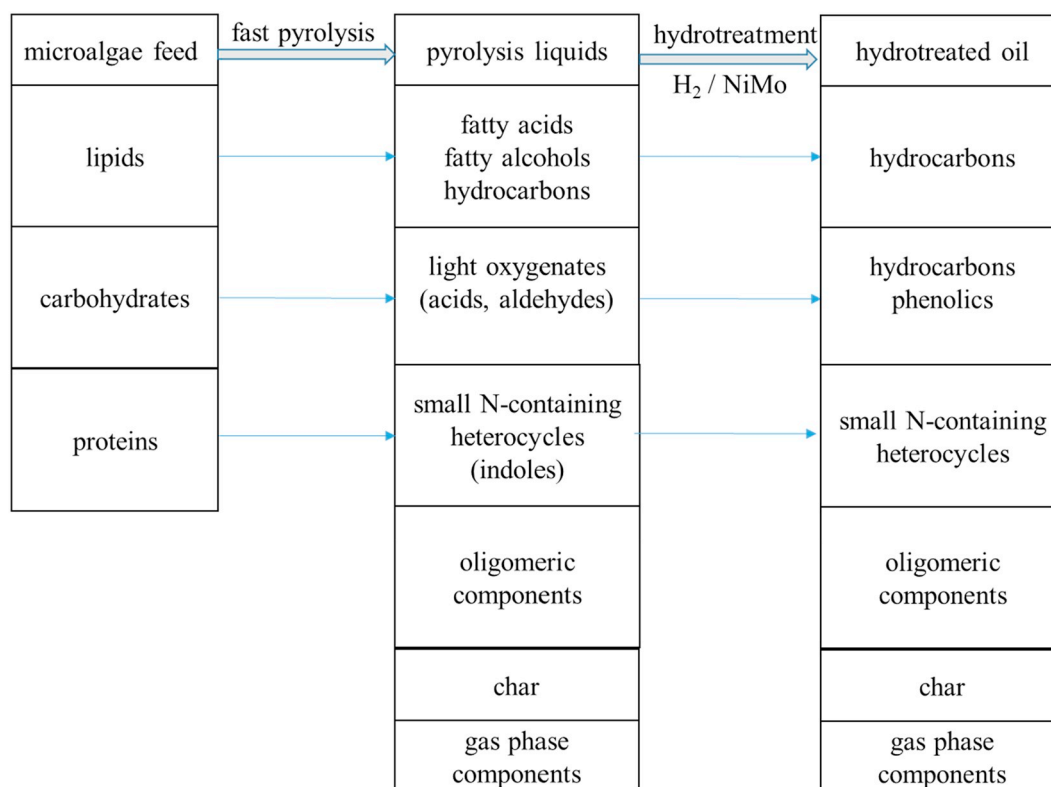 microalgae feed
fast pyrolysis
pyrolysis liquids
hydrotreatment
H₂ / NiMo
hydrotreated oil
lipids
fatty acids
fatty alcohols
hydrocarbons
hydrocarbons
carbohydrates
light oxygenates
(acids, aldehydes)
hydrocarbons
phenolics
proteins
small N-containing
heterocycles
(indoles)
small N-containing
heterocycles
oligomeric
components
oligomeric
components
char
char
gas phase
components
gas phase
components